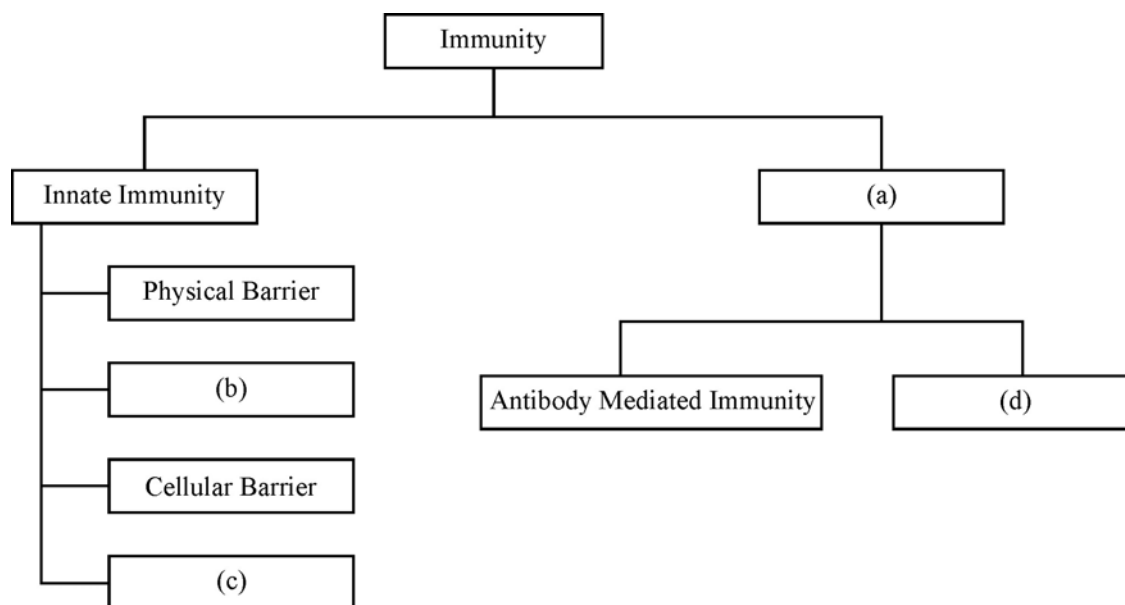 Immunity
Innate Immunity
(a)
Physical Barrier
(b)
Antibody Mediated Immunity
(d)
Cellular Barrier
(c)